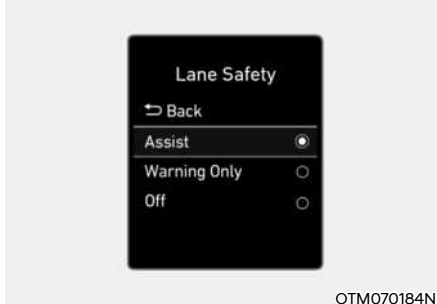 Lane Safety
Back
Assist
Warning Only
Off
OTM070184N